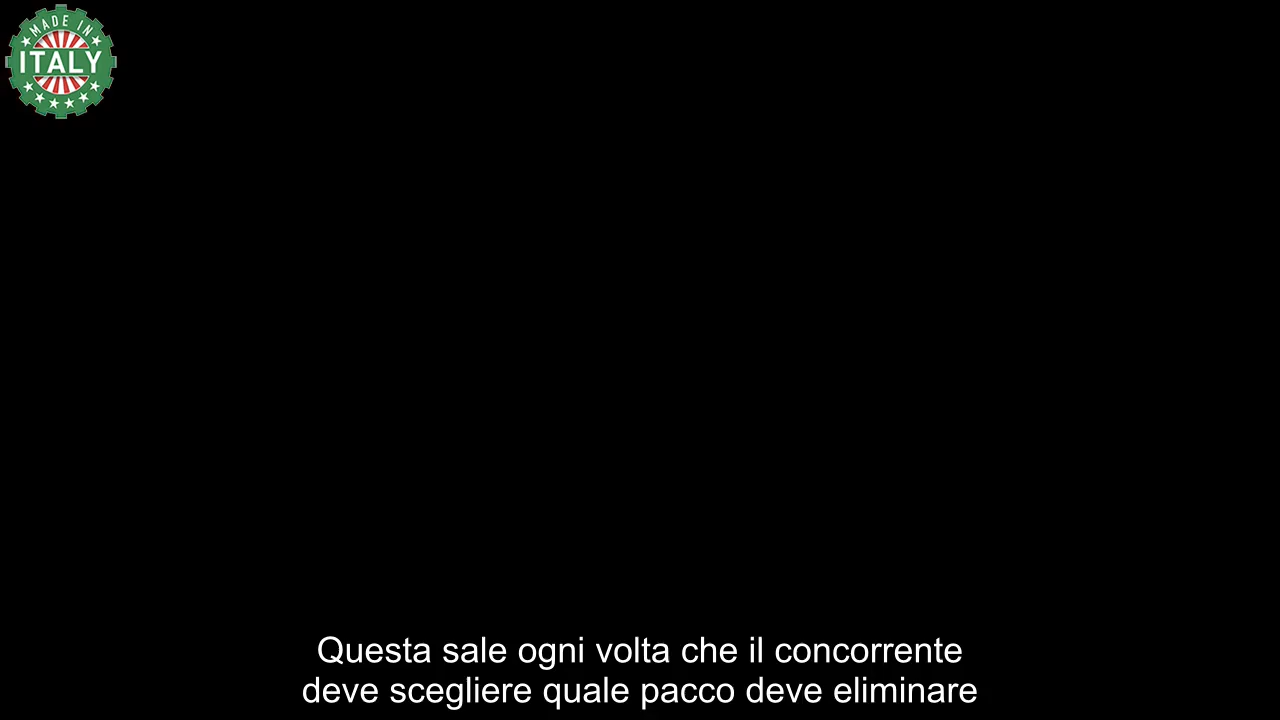 MADE IN
ITALY
Questa sale ogni volta che il concorrente
deve scegliere quale pacco deve eliminare